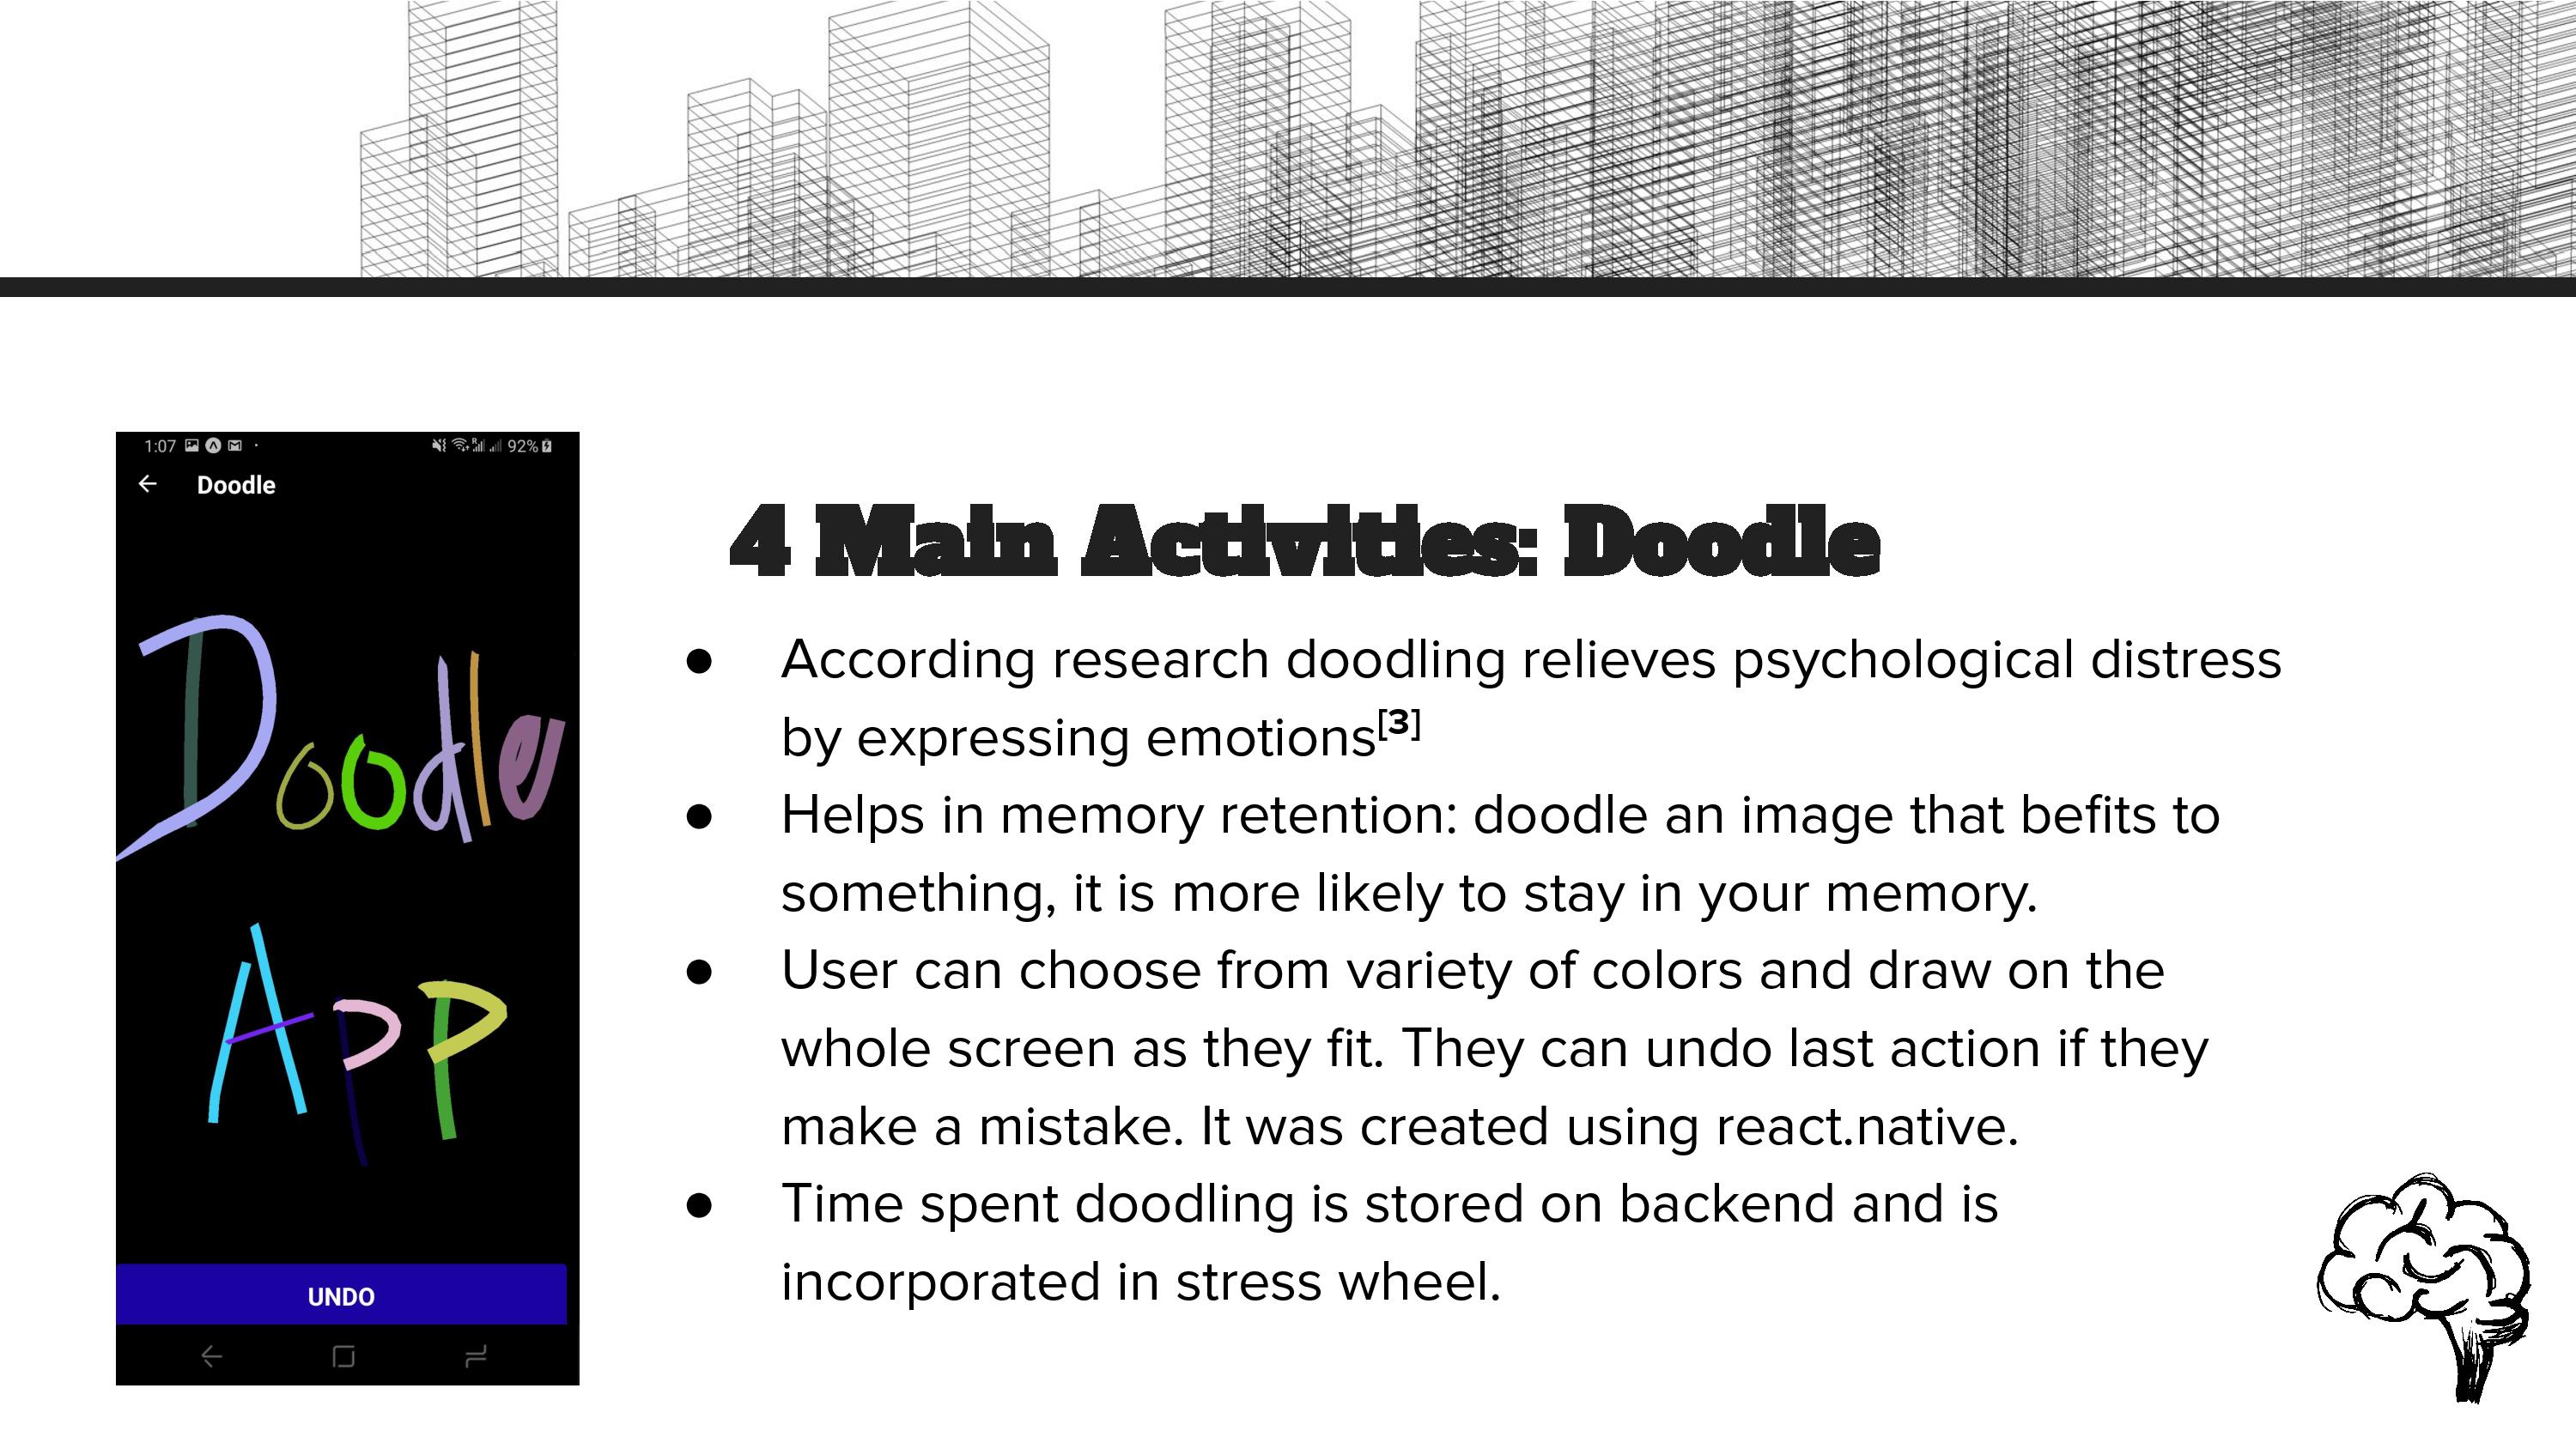 1:07
92%
Doodle
Doodle
App
UNDO
4 Main Activities: Doodle
● According research doodling relieves psychological distress
by expressing emotions[3]
● Helps in memory retention: doodle an image that befits to
something, it is more likely to stay in your memory.
● User can choose from variety of colors and draw on the
whole screen as they fit. They can undo last action if they
make a mistake. It was created using react.native.
● Time spent doodling is stored on backend and is
incorporated in stress wheel.